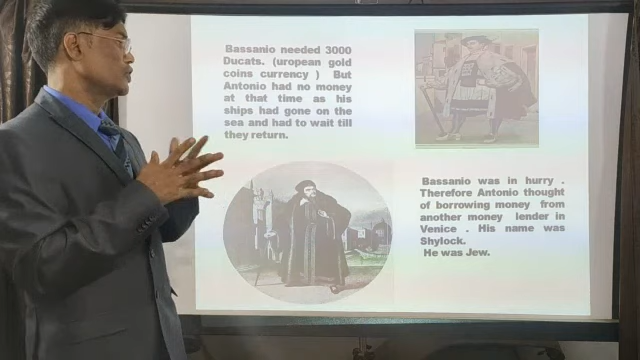 Bassanio needed 3000
Ducats. (uropean gold
coins currency ) But
Antonio had no money
at that time as his
ships had gone on the
sea and had to wait till
they return.
Bassanio was in hurry .
Therefore Antonio thought
of borrowing money from
another money lender in
Venice . His name was
Shylock.
He was Jew.